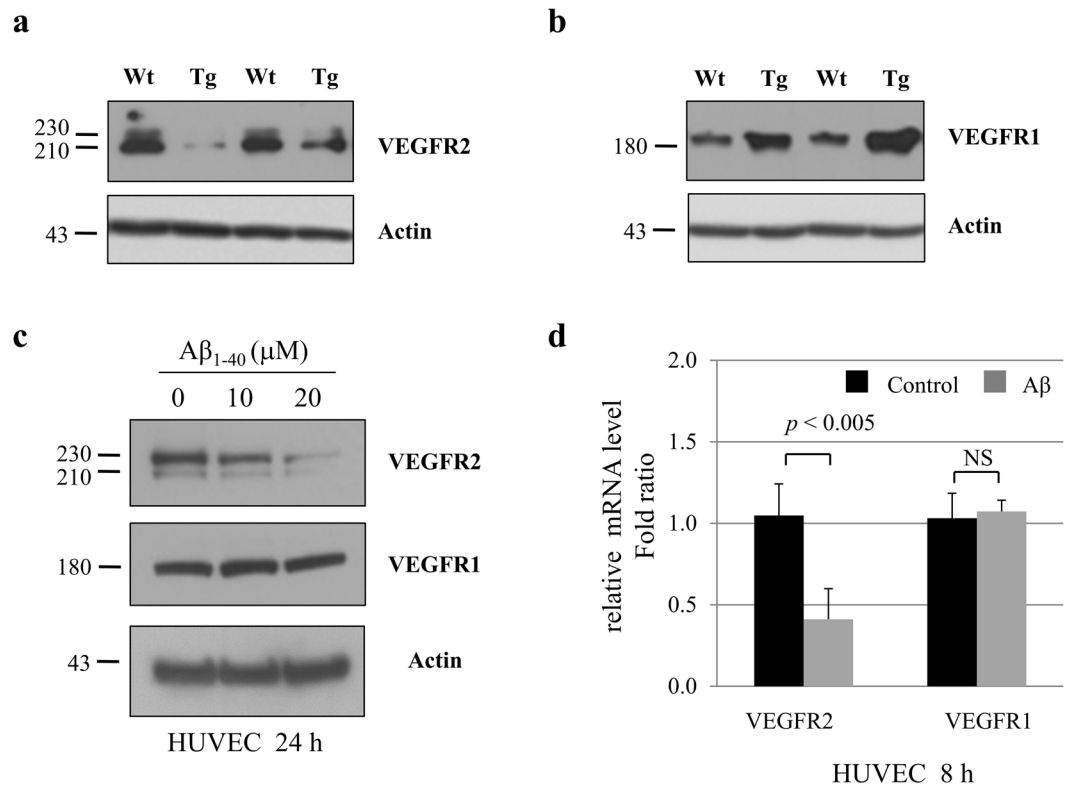 a
Wt Tg Wt Tg
230
210
VEGFR2
43
Actin
b
Wt Tg Wt Tg
180
VEGFR1
43
Actin
c
Aβ1-40 (μM)
0 10 20
230
210
VEGFR2
180
VEGFR1
43
Actin
HUVEC 24 h
d
relative mRNA level
Fold ratio
2.0
1.5
1.0
0.5
0.0
Control Aβ
p < 0.005
NS
VEGFR2 VEGFR1
HUVEC 8 h